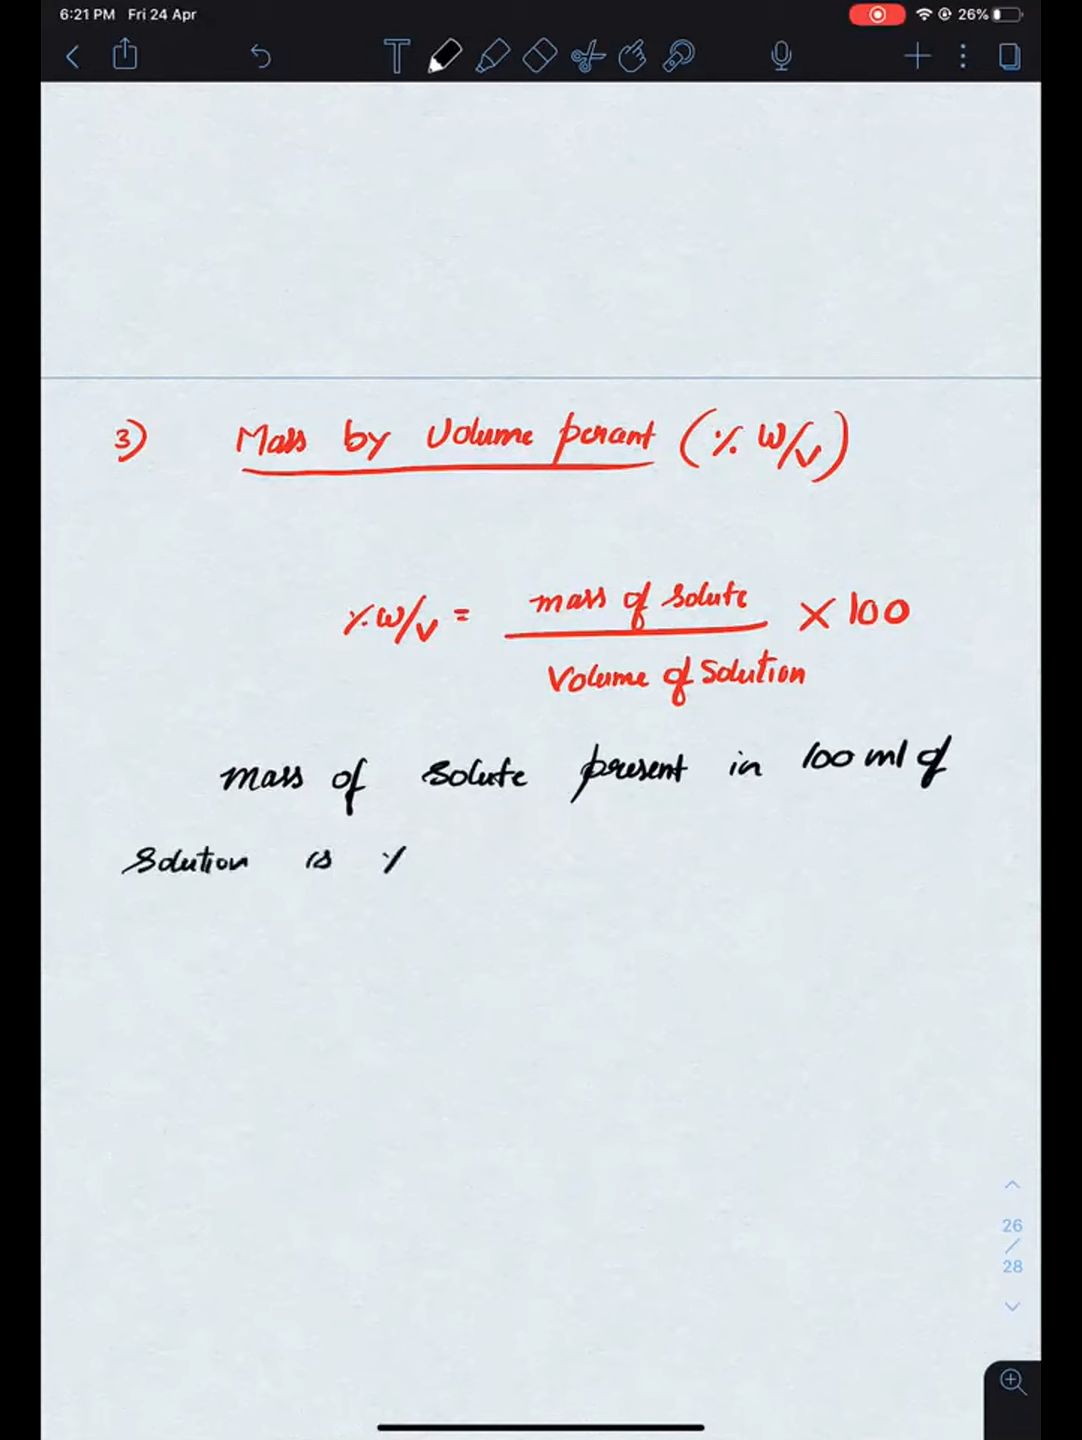 6:21 PM Fri 24 Apr
26%
3) Mass by Volume percent (% W/V)
% W/V = mass of solute × 100
Volume of Solution
mass of solute present in 100 ml of
solution is %
26
/
28